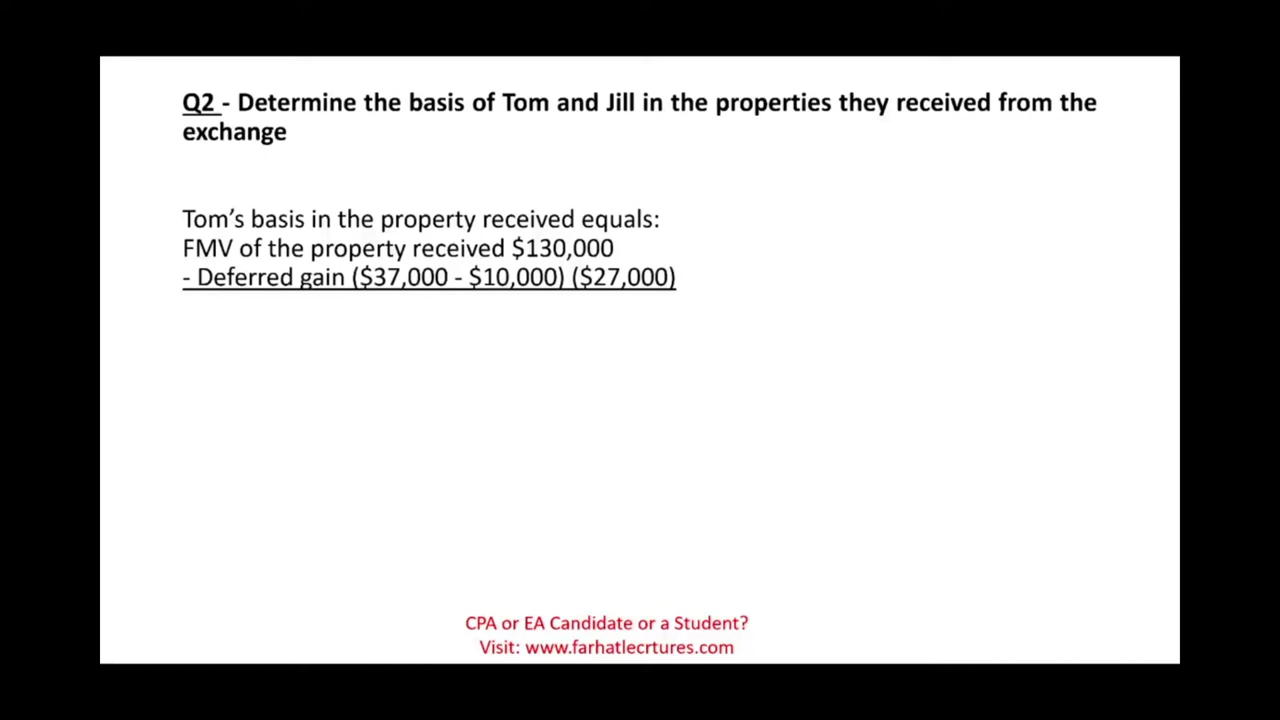 Q2 - Determine the basis of Tom and Jill in the properties they received from the
exchange
Tom’s basis in the property received equals:
FMV of the property received $130,000
- Deferred gain ($37,000 - $10,000) ($27,000)
CPA or EA Candidate or a Student?
Visit: www.farhatlecrtures.com